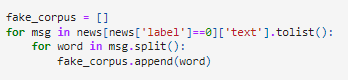 fake_corpus = []
for msg in news[news['label']==0]['text'].tolist():
    for word in msg.split():
        fake_corpus.append(word)